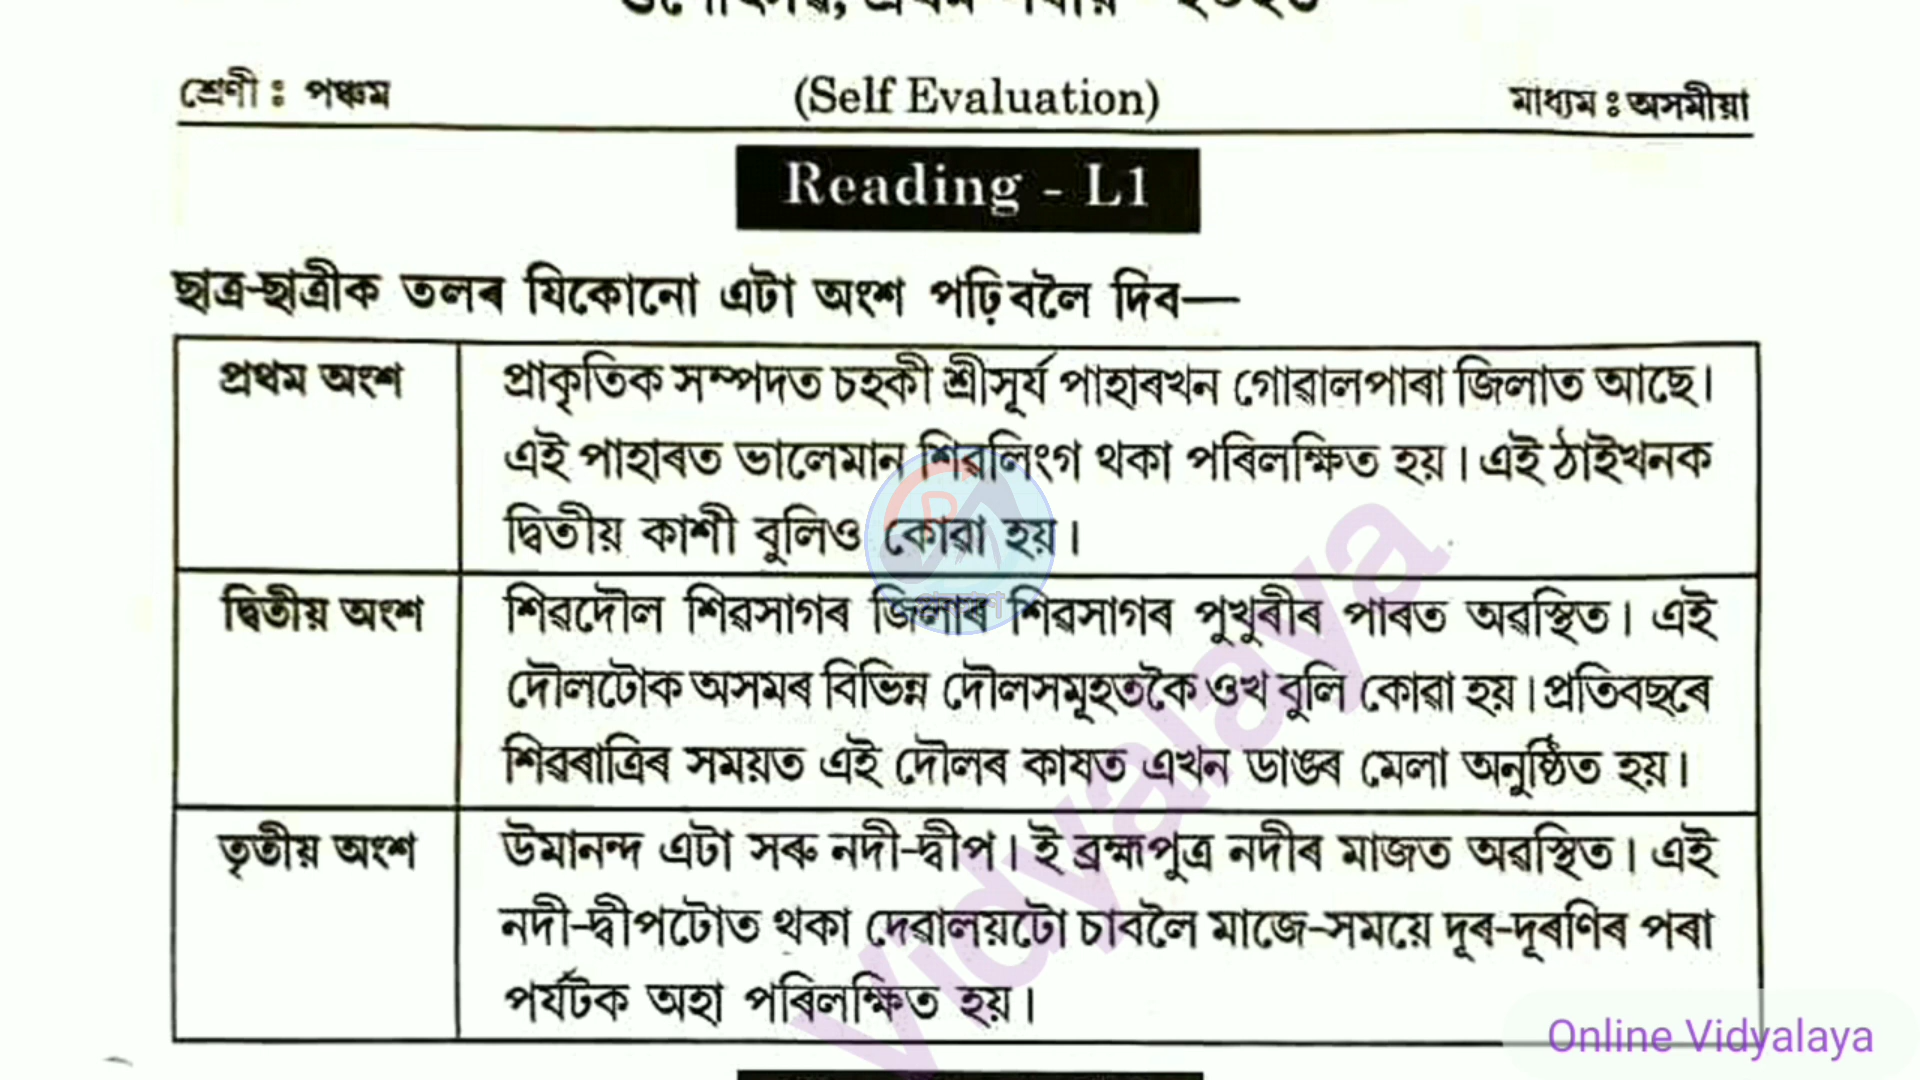 শ্রেণী : পঞ্চম (Self Evaluation) মাধ্যম : অসমীয়া
Reading - L1
ছাত্ৰ-ছাত্ৰীক তলৰ যিকোনো এটা অংশ পঢ়িবলৈ দিব—
প্ৰথম অংশ
প্ৰাকৃতিক সম্পদত চহকী শ্ৰীসূৰ্য পাহাৰখন গোৱালপাৰা জিলাত আছে।
এই পাহাৰত ভালেমান শিৱলিংগ থকা পৰিলক্ষিত হয়। এই ঠাইখনক
দ্বিতীয় কাশী বুলিও কোৱা হয়।
দ্বিতীয় অংশ
শিৱদৌল শিৱসাগৰ জিলাৰ শিৱসাগৰ পুখুৰীৰ পাৰত অৱস্থিত। এই
দৌলটোক অসমৰ বিভিন্ন দৌলসমূহতকৈ ওখ বুলি কোৱা হয়। প্ৰতিবছৰে
শিৱৰাত্ৰিৰ সময়ত এই দৌলৰ কাষত এখন ডাঙৰ মেলা অনুষ্ঠিত হয়।
তৃতীয় অংশ
উমানন্দ এটা সৰু নদী-দ্বীপ। ই ব্ৰহ্মপুত্ৰ নদীৰ মাজত অৱস্থিত। এই
নদী-দ্বীপটোত থকা দেৱালয়টো চাবলৈ মাজে-সময়ে দূৰ-দূৰণিৰ পৰা
পৰ্যটক অহা পৰিলক্ষিত হয়।
Vidyalaya
Online Vidyalaya